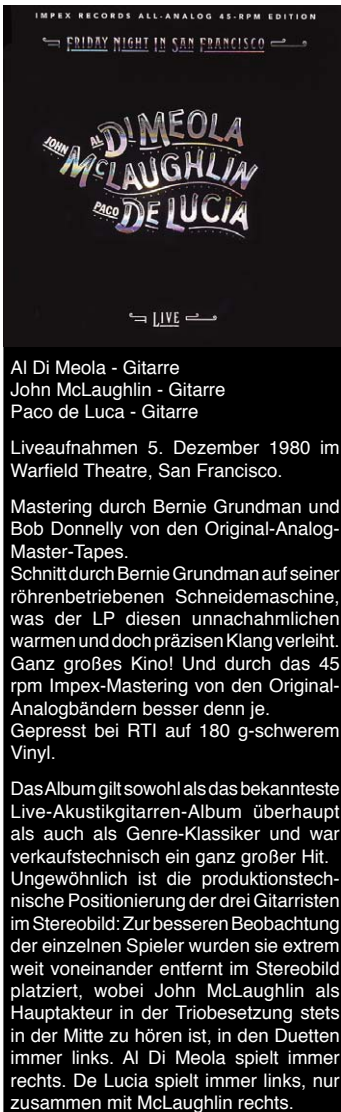 IMPEX RECORDS ALL-ANALOG 45-RPM EDITION
FRIDAY NIGHT IN SAN FRANCISCO
AL DI MEOLA
JOHN McLAUGHLIN
PACO DE LUCIA
LIVE
Al Di Meola - Gitarre
John McLaughlin - Gitarre
Paco de Luca - Gitarre
Liveaufnahmen 5. Dezember 1980 im
Warfield Theatre, San Francisco.
Mastering durch Bernie Grundman und
Bob Donnelly von den Original-Analog-
Master-Tapes.
Schnitt durch Bernie Grundman auf seiner
röhrenbetriebenen Schneidemaschine,
was der LP diesen unnachahmlichen
warmen und doch präzisen Klang verleiht.
Ganz großes Kino! Und durch das 45
rpm Impex-Mastering von den Original-
Analogbändern besser denn je.
Gepresst bei RTI auf 180 g-schwerem
Vinyl.
Das Album gilt sowohl als das bekannteste
Live-Akustikgitarren-Album überhaupt
als auch als Genre-Klassiker und war
verkaufstechnisch ein ganz großer Hit.
Ungewöhnlich ist die produktionstech-
nische Positionierung der drei Gitarristen
im Stereobild: Zur besseren Beobachtung
der einzelnen Spieler wurden sie extrem
weit voneinander entfernt im Stereobild
platziert, wobei John McLaughlin als
Hauptakteur in der Triobesetzung stets
in der Mitte zu hören ist, in den Duetten
immer links. Al Di Meola spielt immer
rechts. De Lucia spielt immer links, nur
zusammen mit McLaughlin rechts.